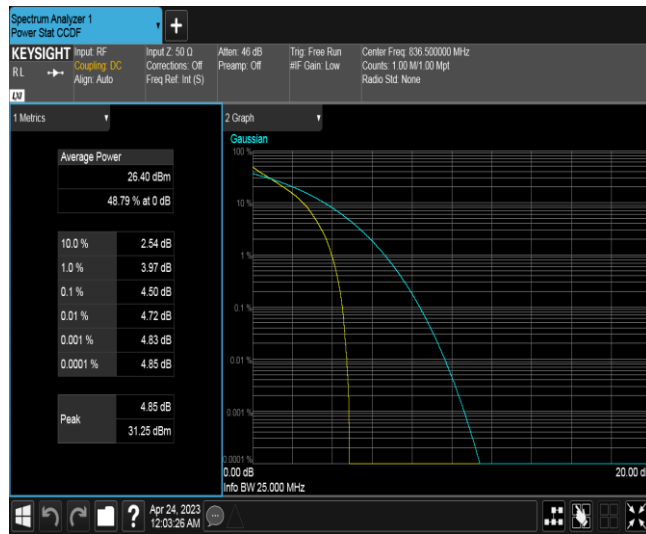 Spectrum Analyzer 1
Power Stat CCDF
KEYSIGHT
RL
LXI
Input: RF
Coupling: DC
Align: Auto
Input Z: 50 Ω
Corrections: Off
Freq Ref: Int (S)
Atten: 46 dB
Preamp: Off
Trig: Free Run
#IF Gain: Low
Center Freq: 836.500000 MHz
Counts: 1.00 M/1.00 Mpt
Radio Std: None
1 Metrics
Average Power
26.40 dBm
48.79 % at 0 dB
10.0 % 2.54 dB
1.0 % 3.97 dB
0.1 % 4.50 dB
0.01 % 4.72 dB
0.001 % 4.83 dB
0.0001 % 4.85 dB
Peak
4.85 dB
31.25 dBm
2 Graph
Gaussian
100 %
10 %
1 %
0.1 %
0.01 %
0.001 %
0.0001 %
0.00 dB
20.00 d
Info BW 25.000 MHz
?
Apr 24, 2023
12:03:26 AM